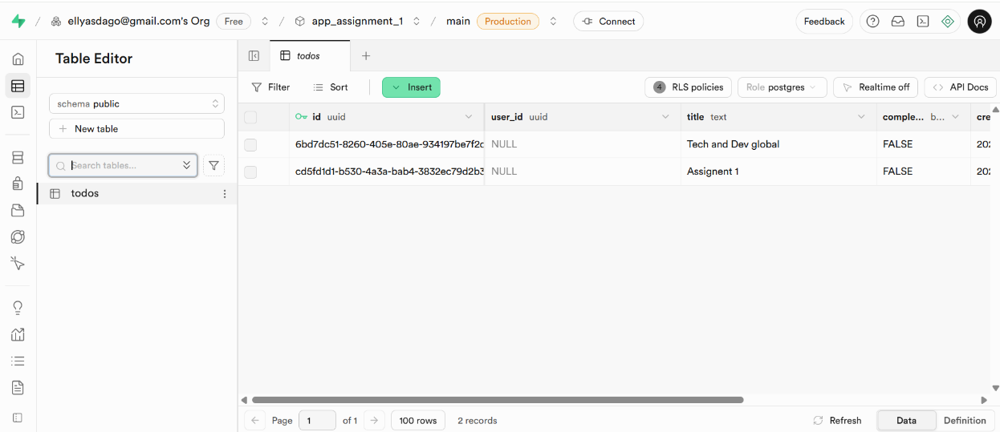 ellyasdago@gmail.com's Org Free / app_assignment_1 / main Production Connect Feedback
Table Editor
todos
schema public
New table
Search tables...
todos
Filter Sort Insert 4 RLS policies Role postgres Realtime off API Docs
id uuid user_id uuid title text comple... b... cre
6bd7dc51-8260-405e-80ae-934197be7f2c NULL Tech and Dev global FALSE 202
cd5fd1d1-b530-4a3a-bab4-3832ec79d2b3 NULL Assignent 1 FALSE 202
Page 1 of 1 100 rows 2 records Refresh Data Definition